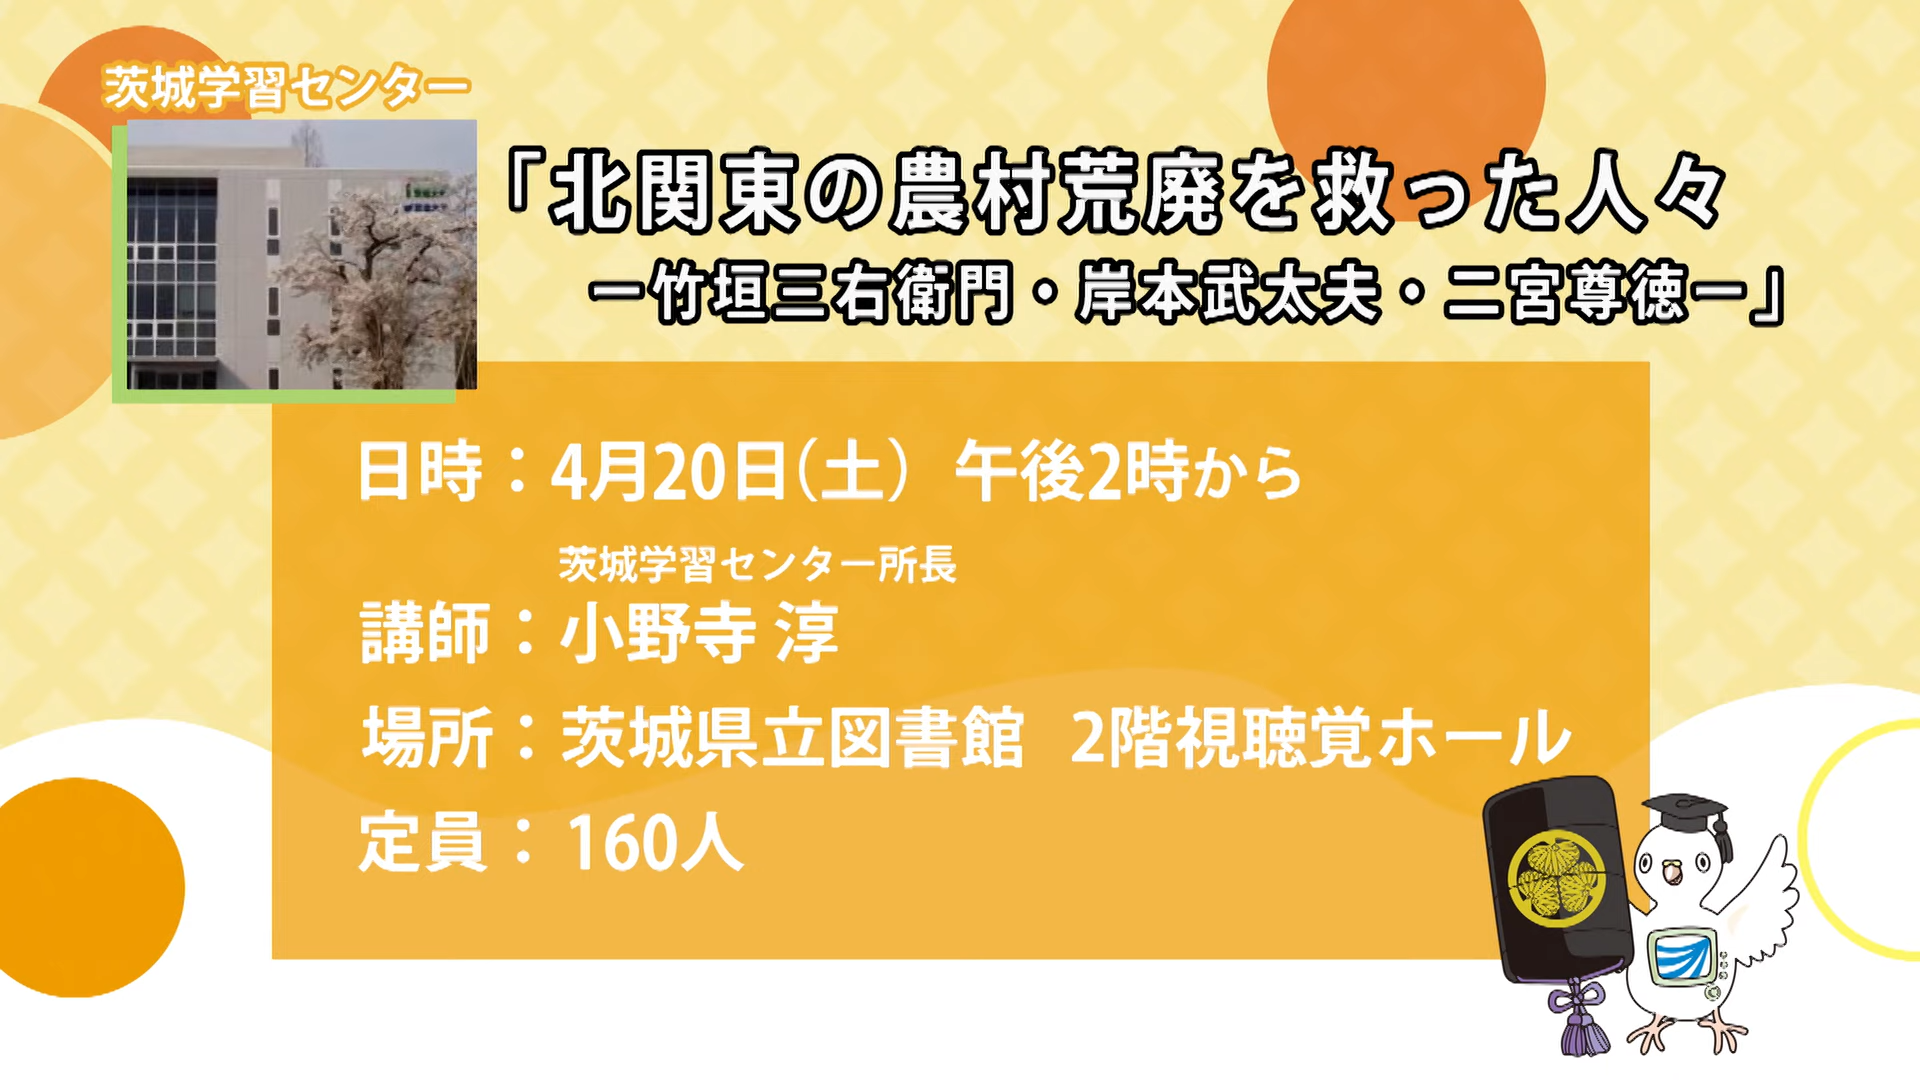 茨城学習センター
「北関東の農村荒廃を救った人々
ー竹垣三右衛門・岸本武太夫・二宮尊徳ー」
日時：4月20日(土) 午後2時から
茨城学習センター所長
講師：小野寺 淳
場所：茨城県立図書館 2階視聴覚ホール
定員：160人